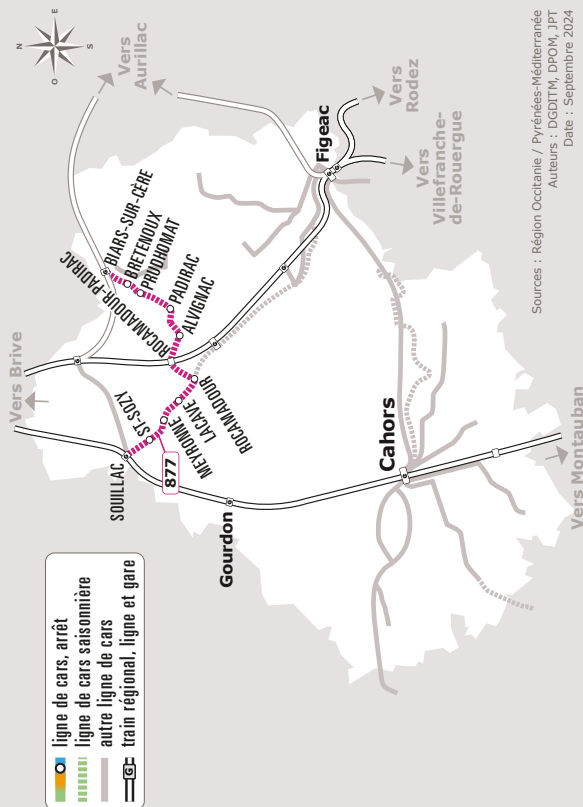 N
E
S
O
Vers Brive
Vers
Aurillac
SOUILLAC
ST-SOZY
MEYRONNE
LACAVE
ROCAMADOUR
ROCAMADOUR-PADIRAC
ALVIGNAC
PADIRAC
PRUDHOMAT
BRETENOUX
BIARS-SUR-CÈRE
877
Gourdon
Cahors
Figeac
Vers
Rodez
Vers
Villefranche-
de-Rouergue
Vers Montauban
ligne de cars, arrêt
ligne de cars saisonnière
autre ligne de cars
G train régional, ligne et gare
Sources : Région Occitanie / Pyrénées-Méditerranée
Auteurs : DGDITM, DPOM, JPT
Date : Septembre 2024